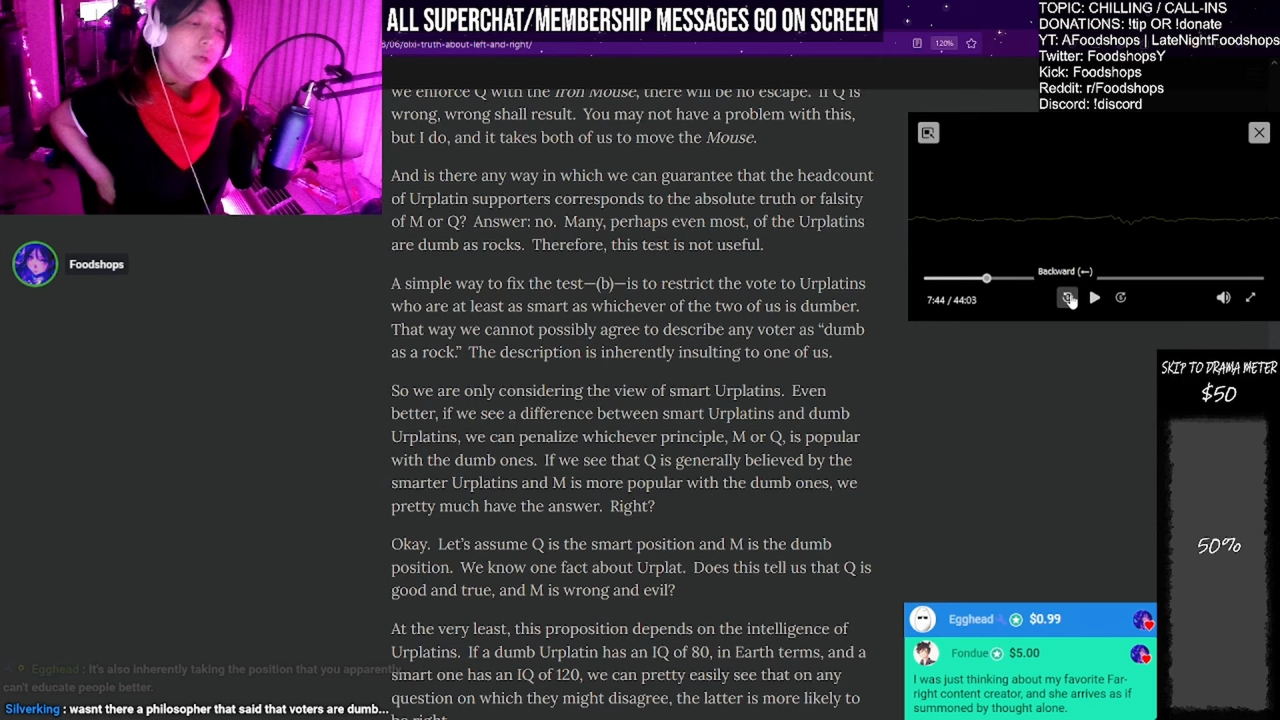 ALL SUPERCHAT/MEMBERSHIP MESSAGES GO ON SCREEN
TOPIC: CHILLING / CALL-INS
DONATIONS: !tip OR !donate
YT: AFoodshops | LateNightFoodshops
Twitter: FoodshopsY
Kick: Foodshops
Reddit: r/Foodshops
Discord: !discord
/06/olxi-truth-about-left-and-right/
120%
we enforce Q with the Iron Mouse, there will be no escape. If Q is
wrong, wrong shall result. You may not have a problem with this,
but I do, and it takes both of us to move the Mouse.
And is there any way in which we can guarantee that the headcount
of Urplatin supporters corresponds to the absolute truth or falsity
of M or Q? Answer: no. Many, perhaps even most, of the Urplatins
are dumb as rocks. Therefore, this test is not useful.
A simple way to fix the test—(b)—is to restrict the vote to Urplatins
who are at least as smart as whichever of the two of us is dumber.
That way we cannot possibly agree to describe any voter as “dumb
as a rock.” The description is inherently insulting to one of us.
So we are only considering the view of smart Urplatins. Even
better, if we see a difference between smart Urplatins and dumb
Urplatins, we can penalize whichever principle, M or Q, is popular
with the dumb ones. If we see that Q is generally believed by the
smarter Urplatins and M is more popular with the dumb ones, we
pretty much have the answer. Right?
Okay. Let’s assume Q is the smart position and M is the dumb
position. We know one fact about Urplat. Does this tell us that Q is
good and true, and M is wrong and evil?
At the very least, this proposition depends on the intelligence of
Urplatins. If a dumb Urplatin has an IQ of 80, in Earth terms, and a
smart one has an IQ of 120, we can pretty easily see that on any
question on which they might disagree, the latter is more likely to
be right.
Foodshops
Backward (←)
7:44 / 44:03
SKIP TO DRAMA METER
$50
50%
Egghead $0.99
Fondue $5.00
I was just thinking about my favorite Far-
right content creator, and she arrives as if
summoned by thought alone.
Egghead : It's also inherently taking the position that you apparently
can't educate people better.
Silverking : wasnt there a philosopher that said that voters are dumb...